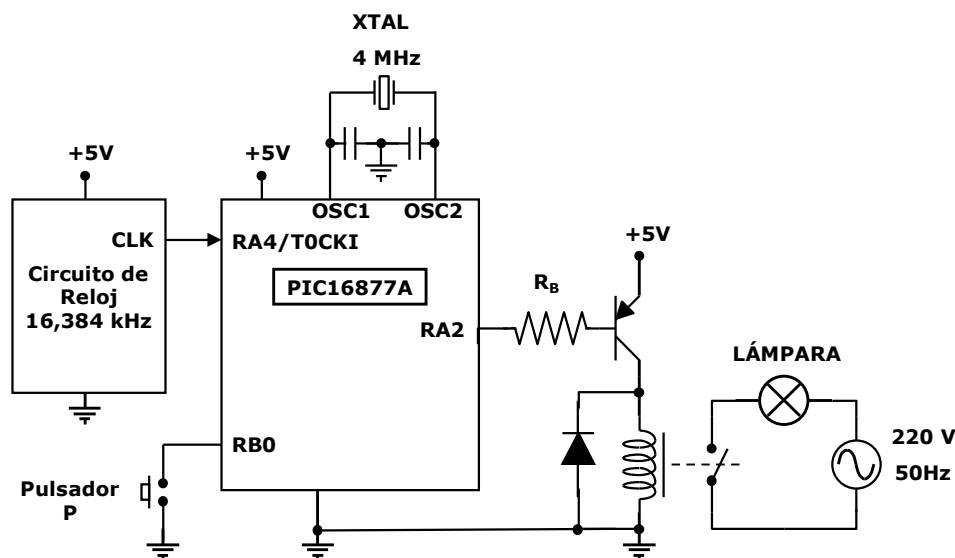 XTAL
4 MHz
+5V
+5V
OSC1
OSC2
CLK
RA4/T0CKI
+5V
Circuito de
Reloj
16,384 kHz
PIC16877A
R_B
RA2
LÁMPARA
220 V
50Hz
RB0
Pulsador
P